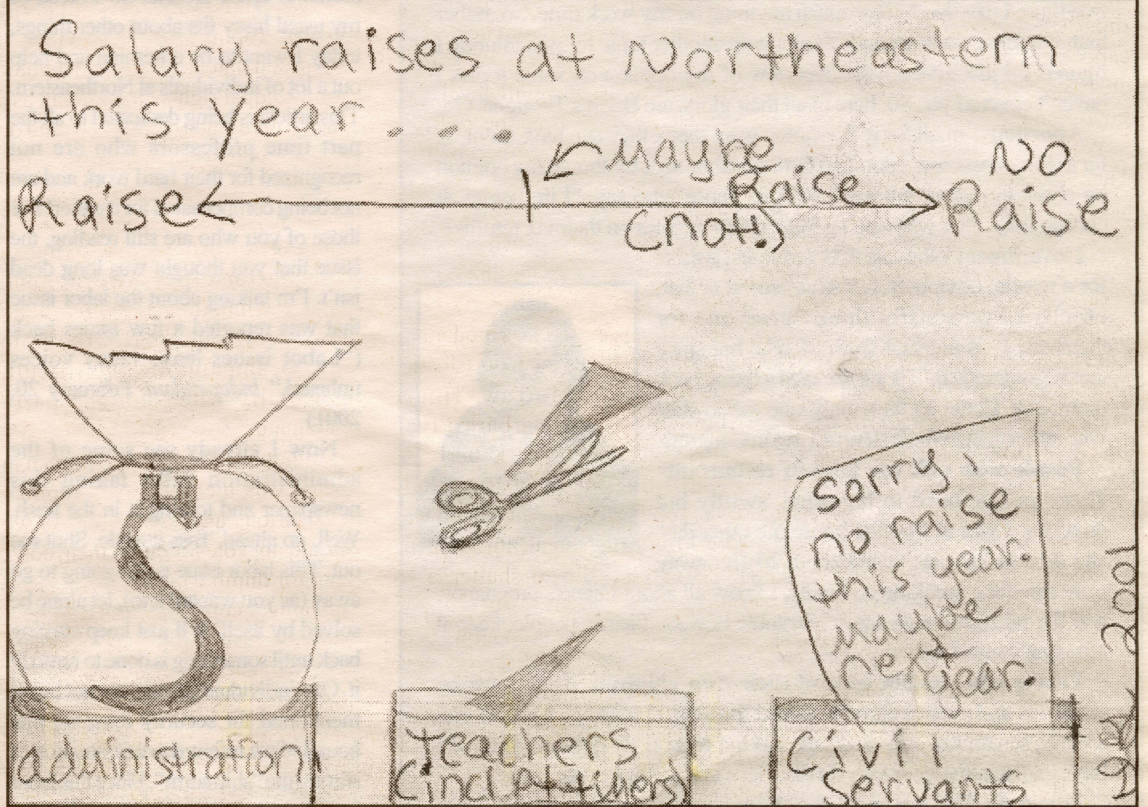 Salary raises at Northeastern
this year....
Raise
Maybe
Raise
(not!)
NO
Raise
$
Sorry,
no raise
this year.
Maybe
next
year.
administration
teachers
(incl. Pt-timers)
Civil
Servants
2001